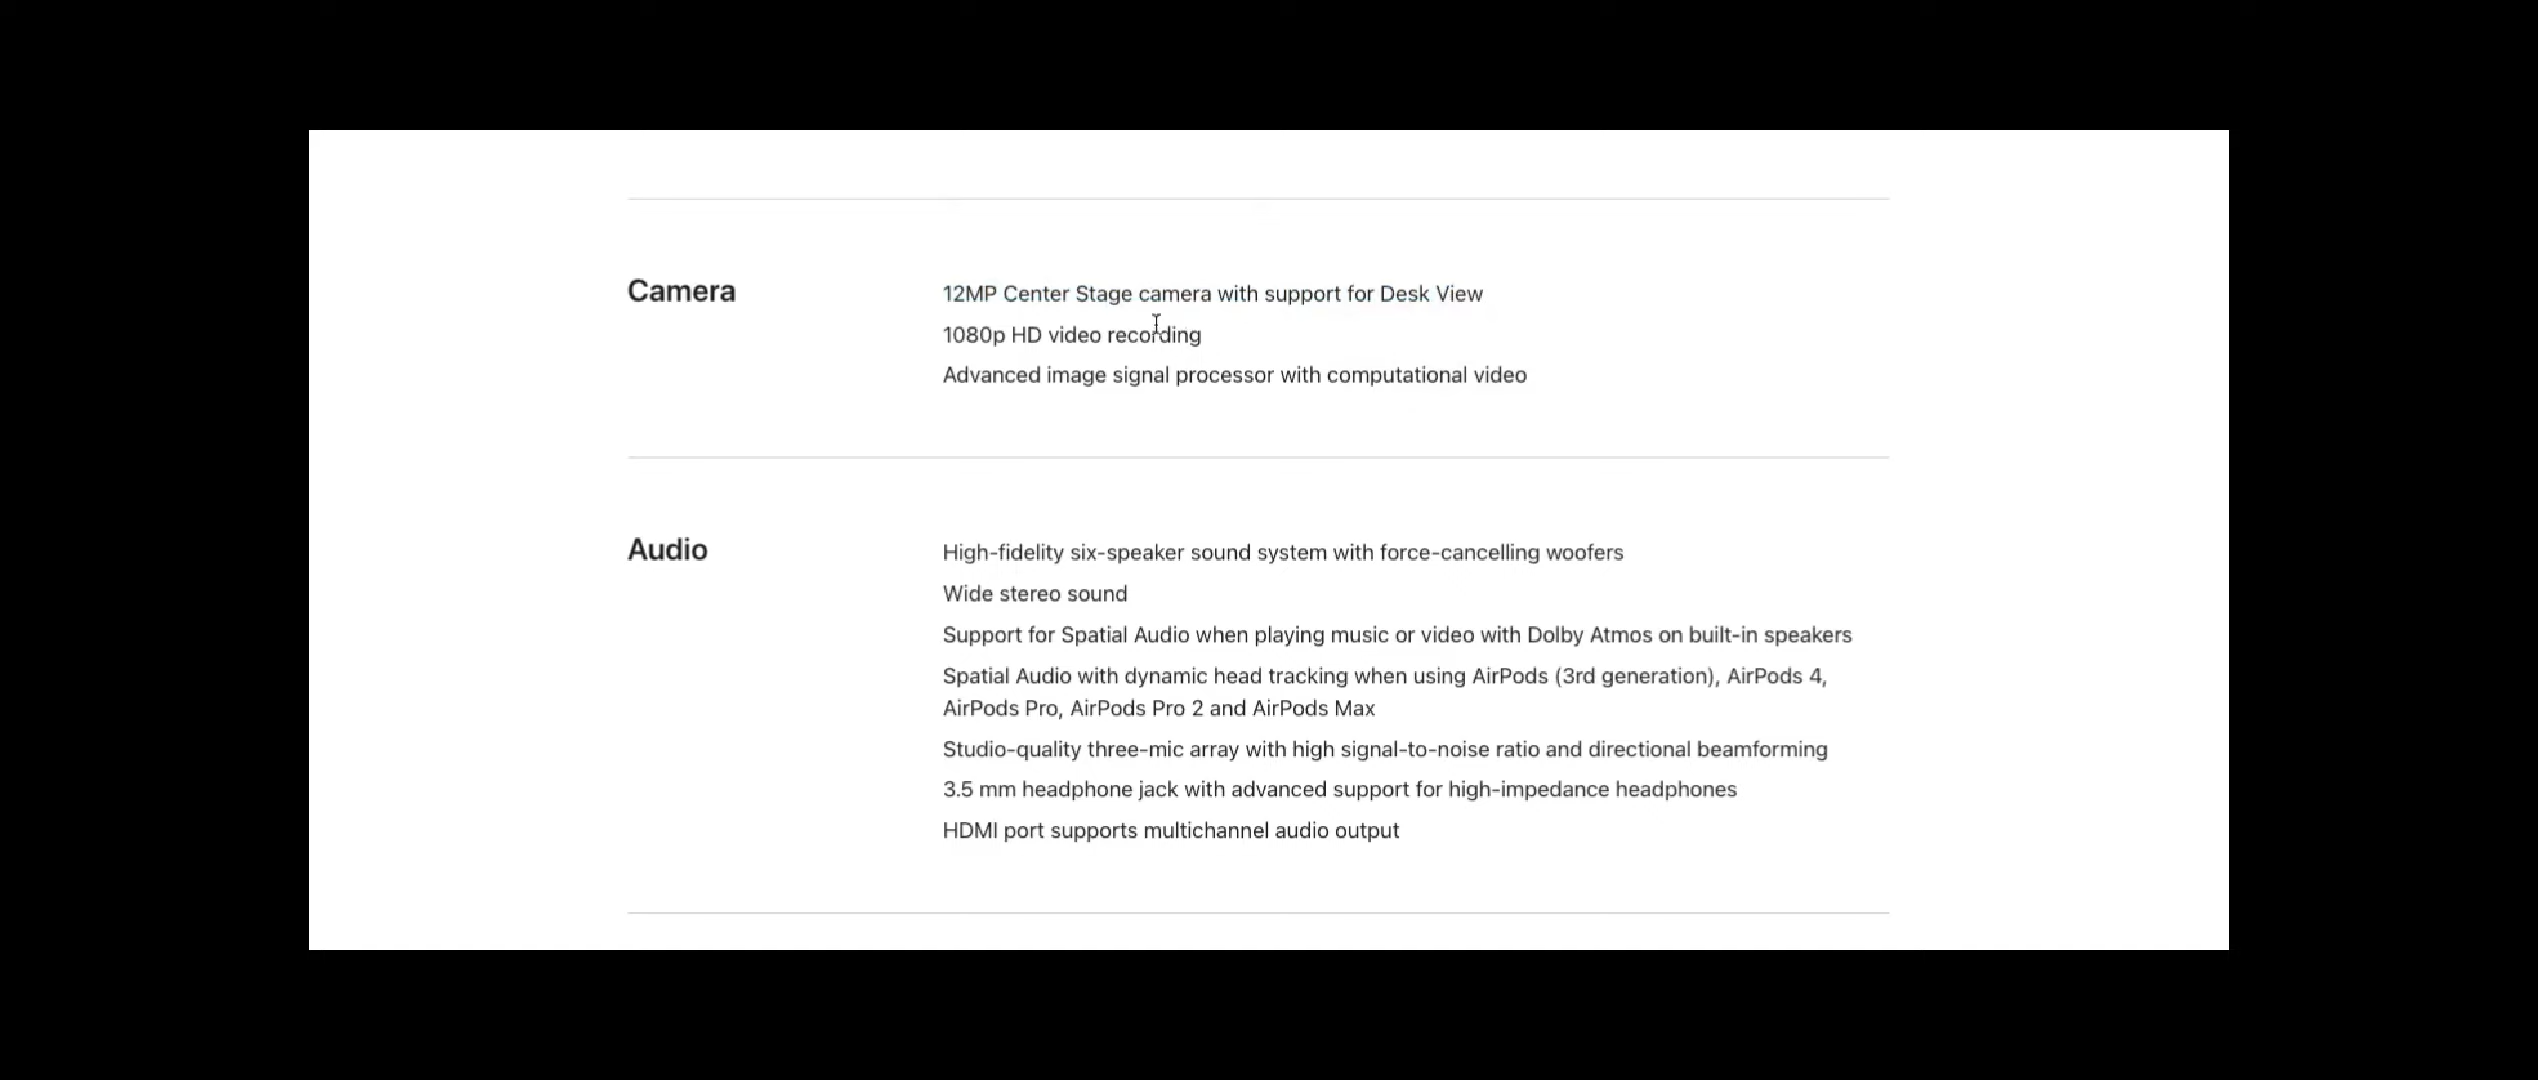 Camera
12MP Center Stage camera with support for Desk View
1080p HD video recording
Advanced image signal processor with computational video
Audio
High-fidelity six-speaker sound system with force-cancelling woofers
Wide stereo sound
Support for Spatial Audio when playing music or video with Dolby Atmos on built-in speakers
Spatial Audio with dynamic head tracking when using AirPods (3rd generation), AirPods 4,
AirPods Pro, AirPods Pro 2 and AirPods Max
Studio-quality three-mic array with high signal-to-noise ratio and directional beamforming
3.5 mm headphone jack with advanced support for high-impedance headphones
HDMI port supports multichannel audio output